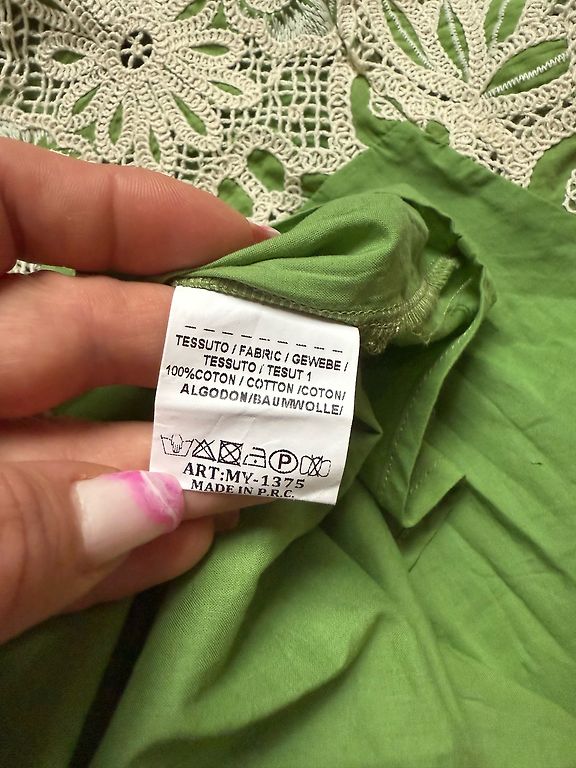 TESSUTO / FABRIC / GEWEBE /
TESSUTO / TESUT 1
100%COTON / COTTON /COTON/
ALGODON/BAUMWOLLE/
P
ART:MY-1375
MADE IN P.R.C.